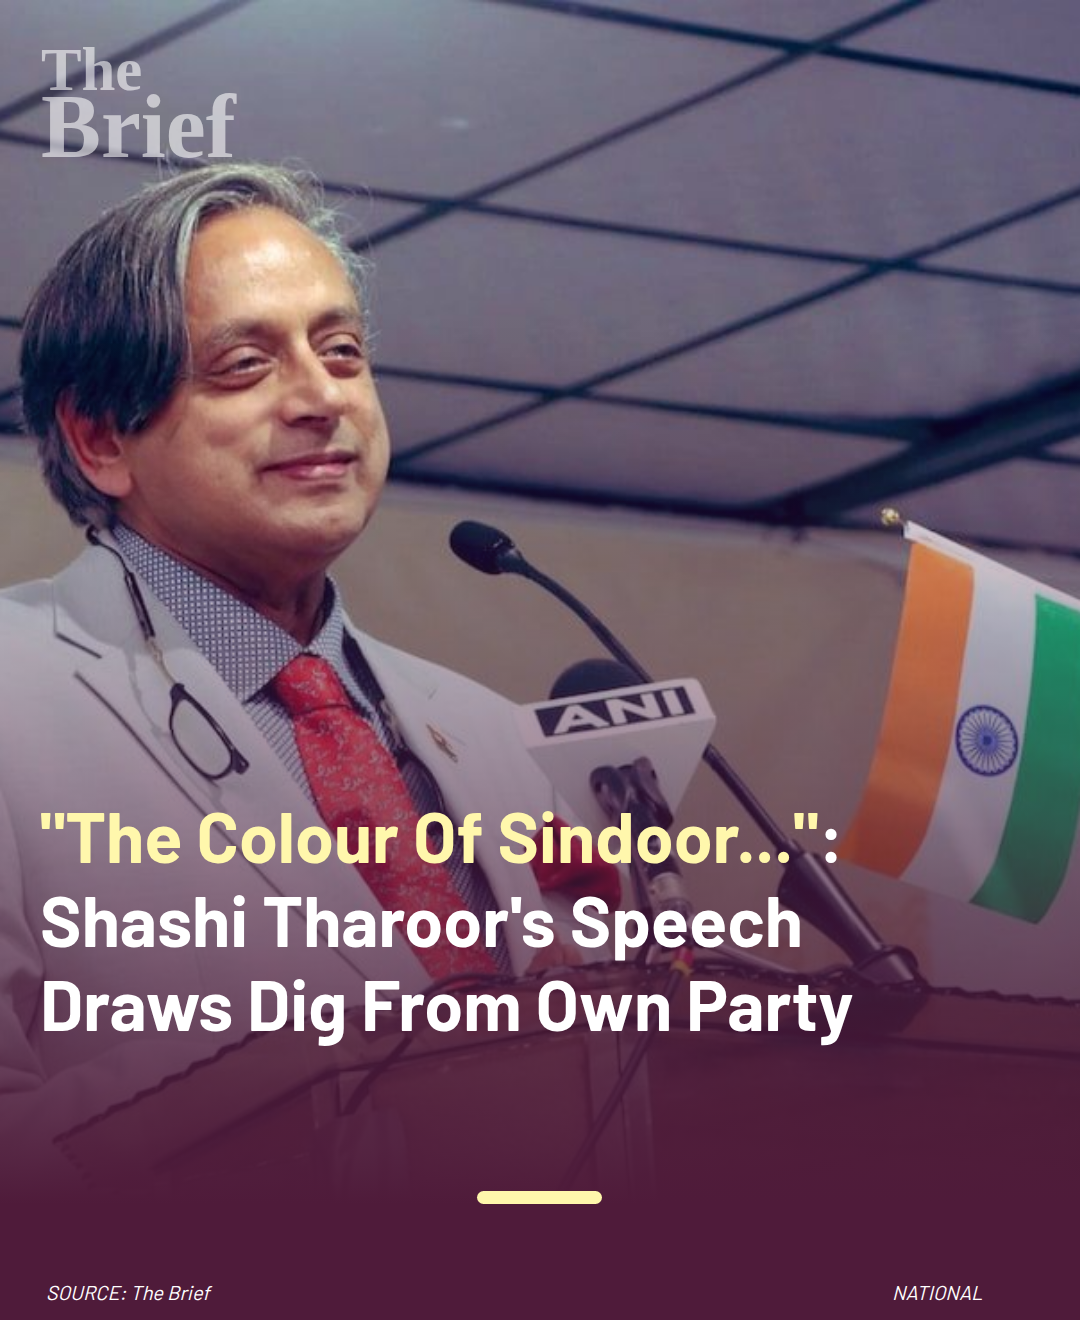 The
Brief
ANI
"The Colour Of Sindoor...":
Shashi Tharoor's Speech
Draws Dig From Own Party
SOURCE: The Brief
NATIONAL